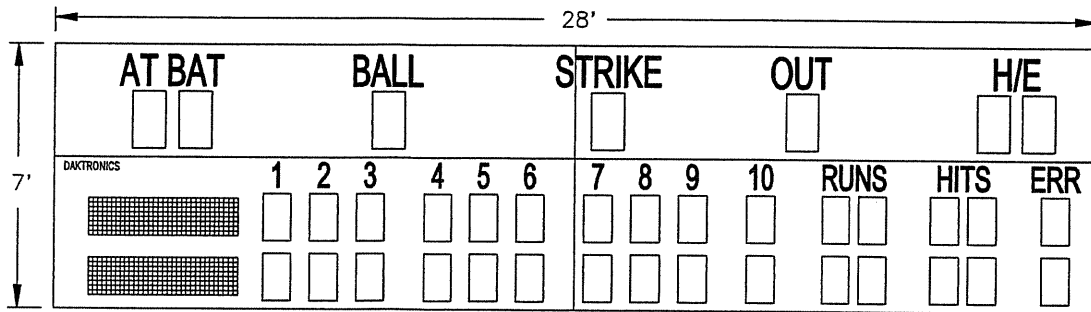 28'
AT BAT BALL STRIKE OUT H/E
7'
DAKTRONICS
1 2 3 4 5 6 7 8 9 10 RUNS HITS ERR